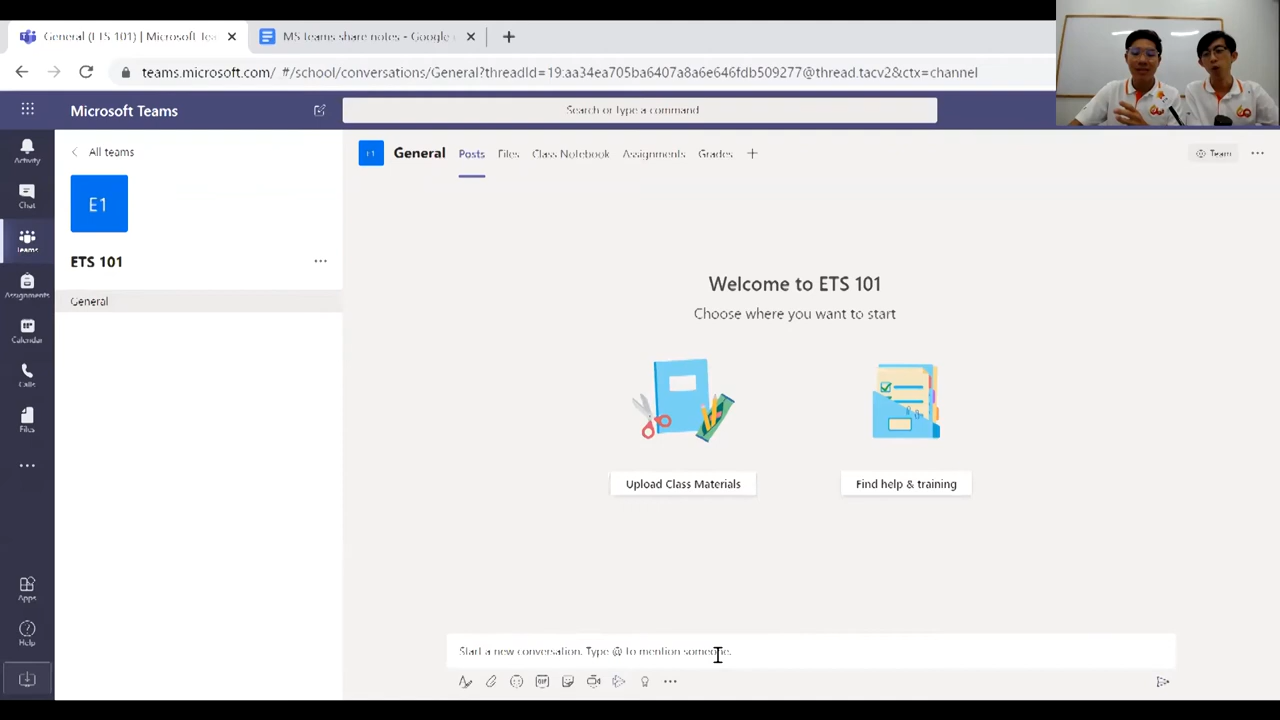 General (ETS 101) | Microsoft Tea
MS teams share notes - Google
teams.microsoft.com/_#/school/conversations/General?threadId=19:aa34ea705ba6407a8a6e646fdb509277@thread.tacv2&ctx=channel
Microsoft Teams
Search or type a command
Activity
Chat
Teams
Assignments
Calendar
Calls
Files
Apps
Help
All teams
E1
ETS 101
General
E1
General
Posts
Files
Class Notebook
Assignments
Grades
Team
Welcome to ETS 101
Choose where you want to start
Upload Class Materials
Find help & training
Start a new conversation. Type @ to mention someone.
GIF